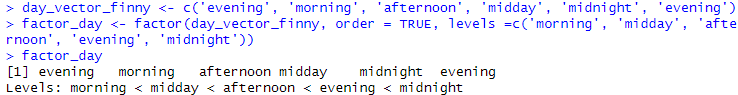 > day_vector_finny <- c('evening', 'morning', 'afternoon', 'midday', 'midnight', 'evening')
> factor_day <- factor(day_vector_finny, order = TRUE, levels =c('morning', 'midday', 'afte
rnoon', 'evening', 'midnight'))
> factor_day
[1] evening   morning   afternoon midday    midnight  evening
Levels: morning < midday < afternoon < evening < midnight